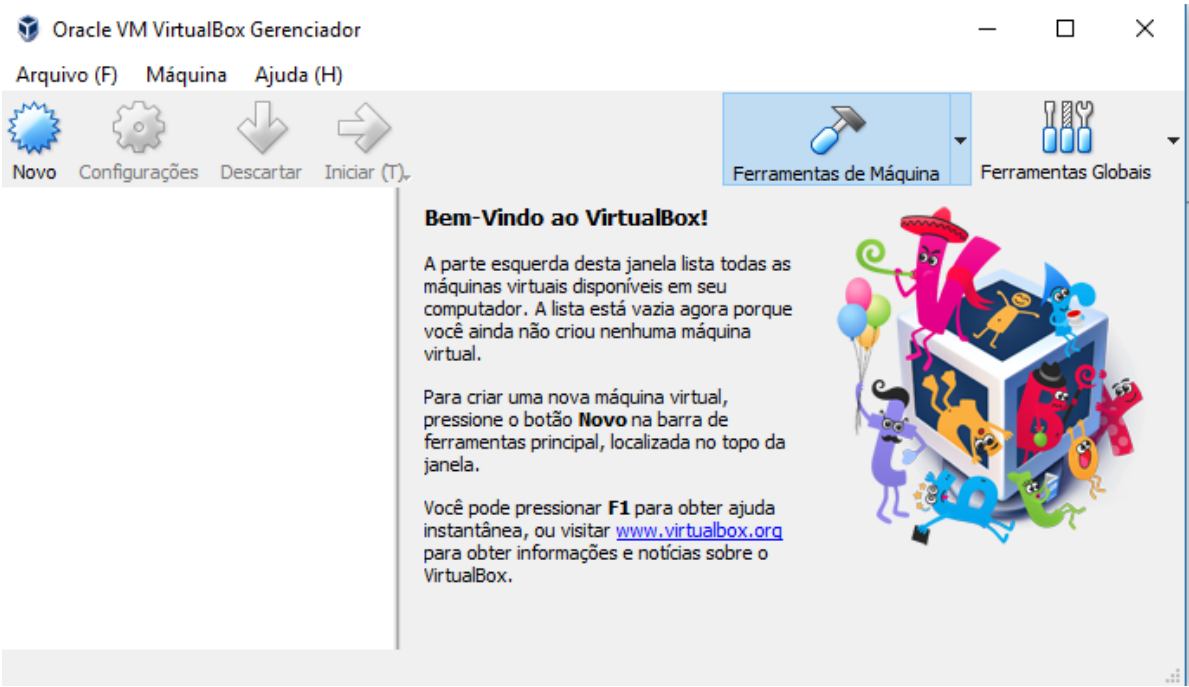 Oracle VM VirtualBox Gerenciador
Arquivo (F) Máquina Ajuda (H)
Novo Configurações Descartar Iniciar (T) Ferramentas de Máquina Ferramentas Globais
Bem-Vindo ao VirtualBox!
A parte esquerda desta janela lista todas as
máquinas virtuais disponíveis em seu
computador. A lista está vazia agora porque
você ainda não criou nenhuma máquina
virtual.
Para criar uma nova máquina virtual,
pressione o botão Novo na barra de
ferramentas principal, localizada no topo da
janela.
Você pode pressionar F1 para obter ajuda
instantânea, ou visitar www.virtualbox.org
para obter informações e notícias sobre o
VirtualBox.